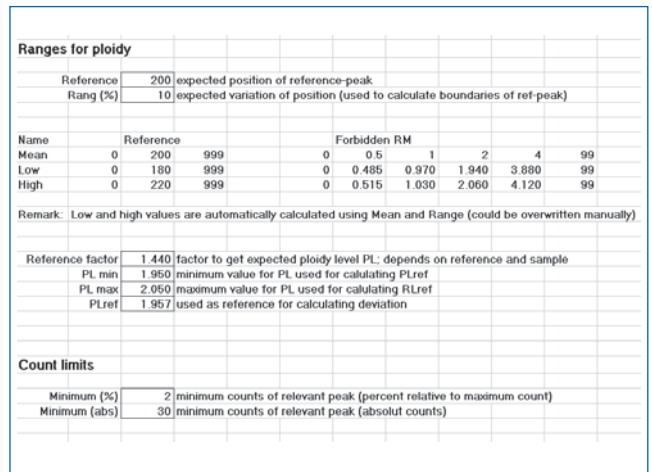 Ranges for ploidy
Reference 200 expected position of reference-peak
Rang (%) 10 expected variation of position (used to calculate boundaries of ref-peak)
Name Reference Forbidden RM
Mean 0 200 999 0 0.5 1 2 4 99
Low 0 180 999 0 0.485 0.970 1.940 3.880 99
High 0 220 999 0 0.515 1.030 2.060 4.120 99
Remark: Low and high values are automatically calculated using Mean and Range (could be overwritten manually)
Reference factor 1.440 factor to get expected ploidy level PL; depends on reference and sample
PL min 1.950 minimum value for PL used for calulating PLref
PL max 2.050 maximum value for PL used for calulating RLref
PLref 1.957 used as reference for calculating deviation
Count limits
Minimum (%) 2 minimum counts of relevant peak (percent relative to maximum count)
Minimum (abs) 30 minimum counts of relevant peak (absolut counts)